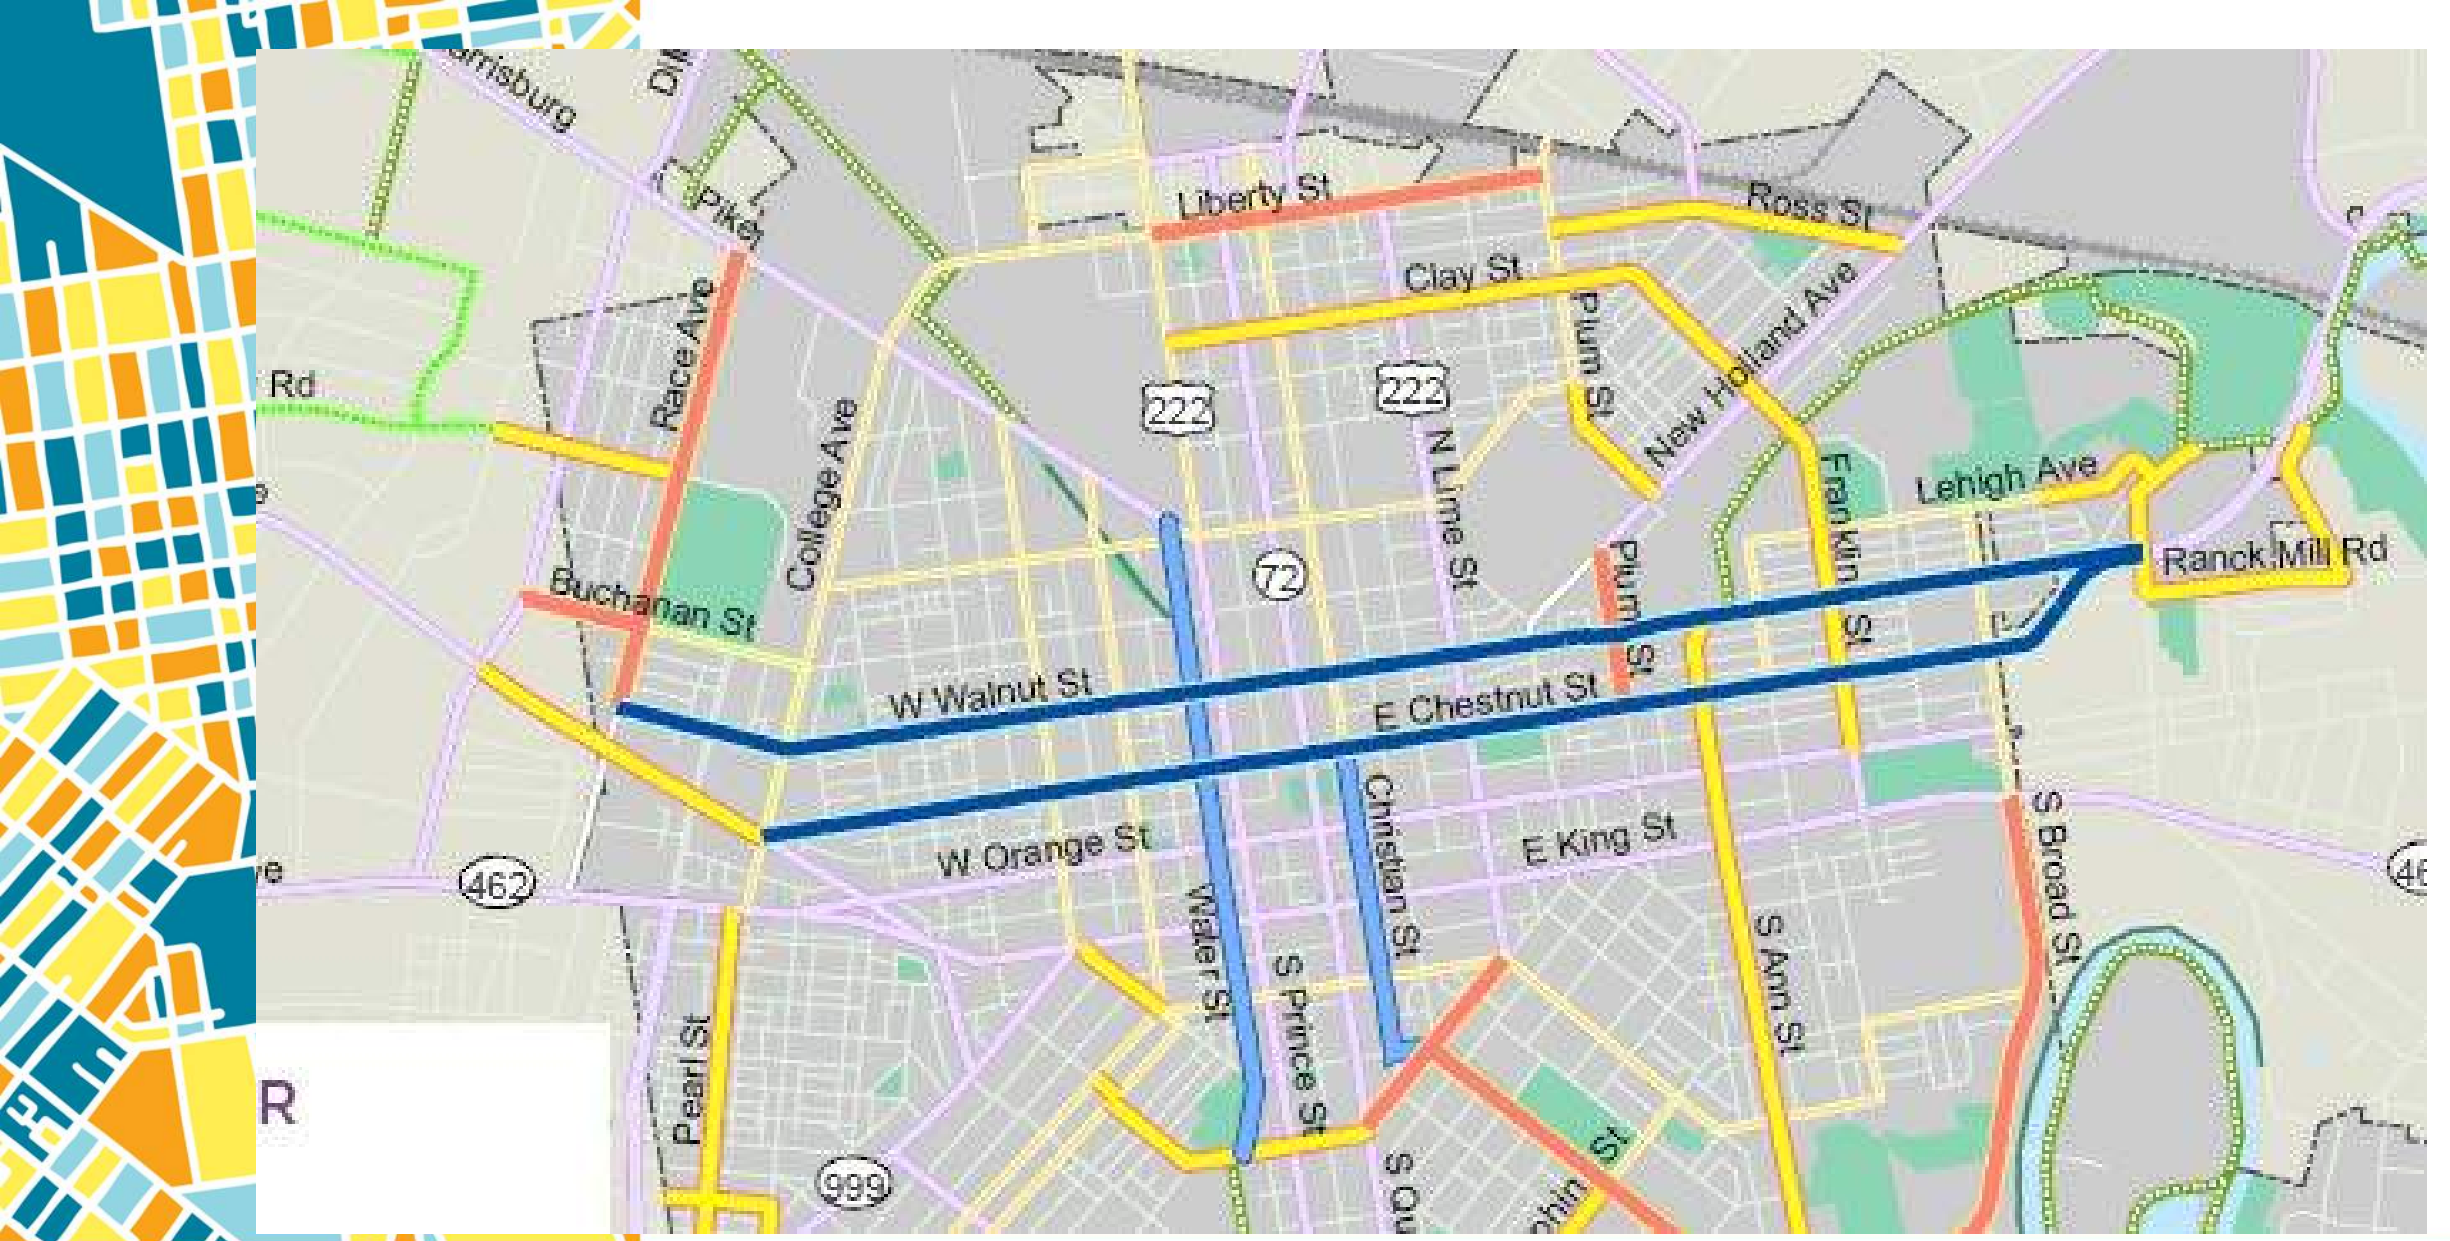 Pike
Liberty St
Ross St
Clay St
Rd
Race Ave
Plum St
New Holland Ave
222
222
College Ave
N Lime St
Franklin St
Lehigh Ave
Buchanan St
72
Plum St
Ranck Mill Rd
W Walnut St
E Chestnut St
W Orange St
Christian St
E King St
S Broad St
462
Water St
S Prince St
S Ann St
Pearl St
R
St
999